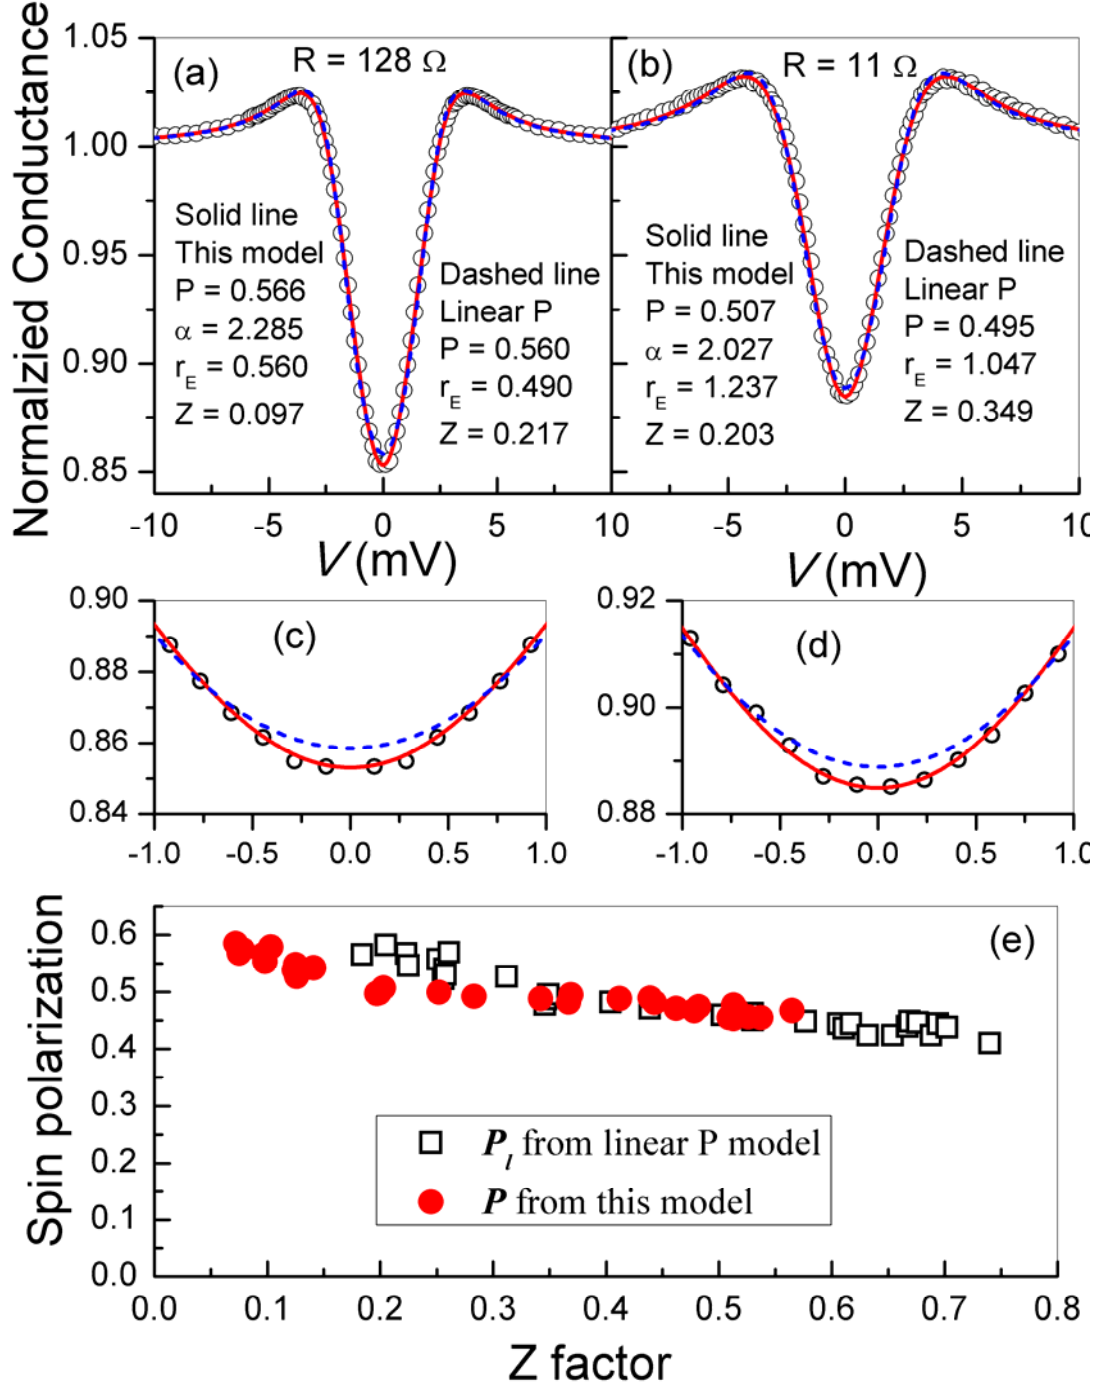 Normalzied Conductance
1.05
1.00
0.95
0.90
0.85
(a)
R = 128 Ω
Solid line
This model
P = 0.566
α = 2.285
r_E = 0.560
Z = 0.097
Dashed line
Linear P
P = 0.560
r_E = 0.490
Z = 0.217
-10 -5 0 5
V (mV)
(b)
R = 11 Ω
Solid line
This model
P = 0.507
α = 2.027
r_E = 1.237
Z = 0.203
Dashed line
Linear P
P = 0.495
r_E = 1.047
Z = 0.349
-5 0 5 10
V (mV)
0.90
0.88
0.86
0.84
(c)
-1.0 -0.5 0.0 0.5 1.0
0.92
0.90
0.88
(d)
-1.0 -0.5 0.0 0.5 1.0
Spin polarization
0.6
0.5
0.4
0.3
0.2
0.1
0.0
(e)
P_l from linear P model
P from this model
0.0 0.1 0.2 0.3 0.4 0.5 0.6 0.7 0.8
Z factor